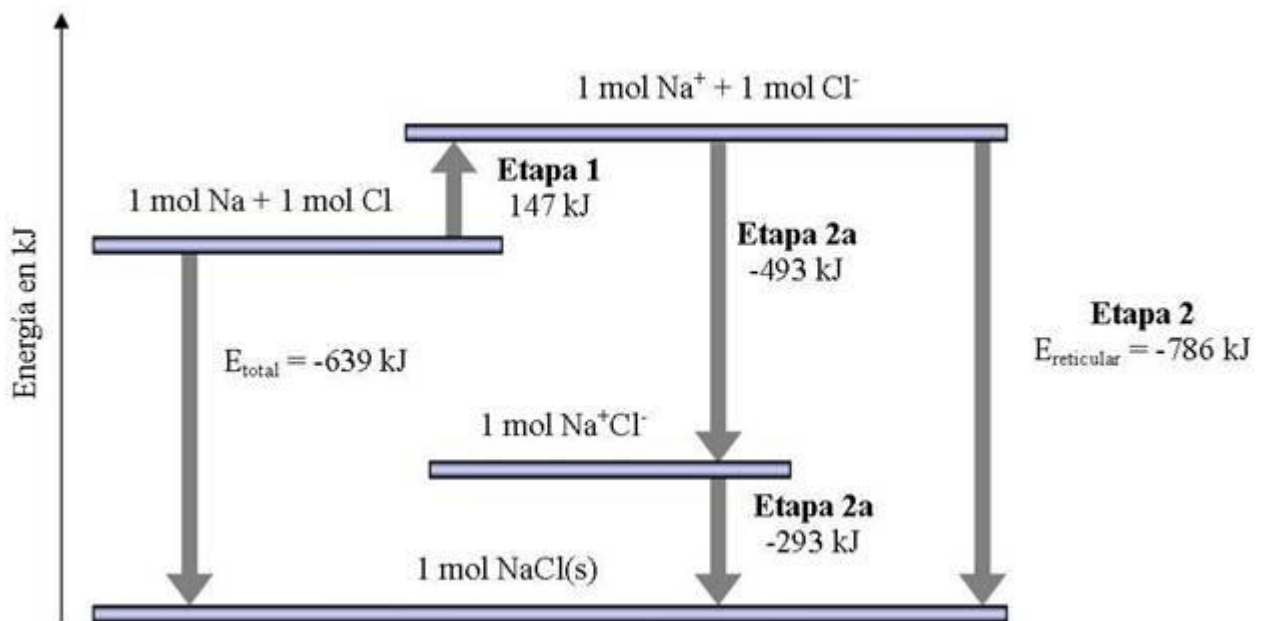 1 mol Na⁺ + 1 mol Cl⁻
Etapa 1
147 kJ
1 mol Na + 1 mol Cl
Etapa 2a
-493 kJ
Energía en kJ
Etapa 2
E_reticular = -786 kJ
E_total = -639 kJ
1 mol Na⁺Cl⁻
Etapa 2a
-293 kJ
1 mol NaCl(s)